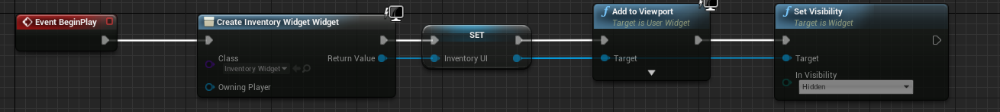 Event BeginPlay
Create Inventory Widget Widget
Class
Inventory Widget
Return Value
Owning Player
SET
Inventory UI
Add to Viewport
Target is User Widget
Target
Set Visibility
Target is Widget
Target
In Visibility
Hidden